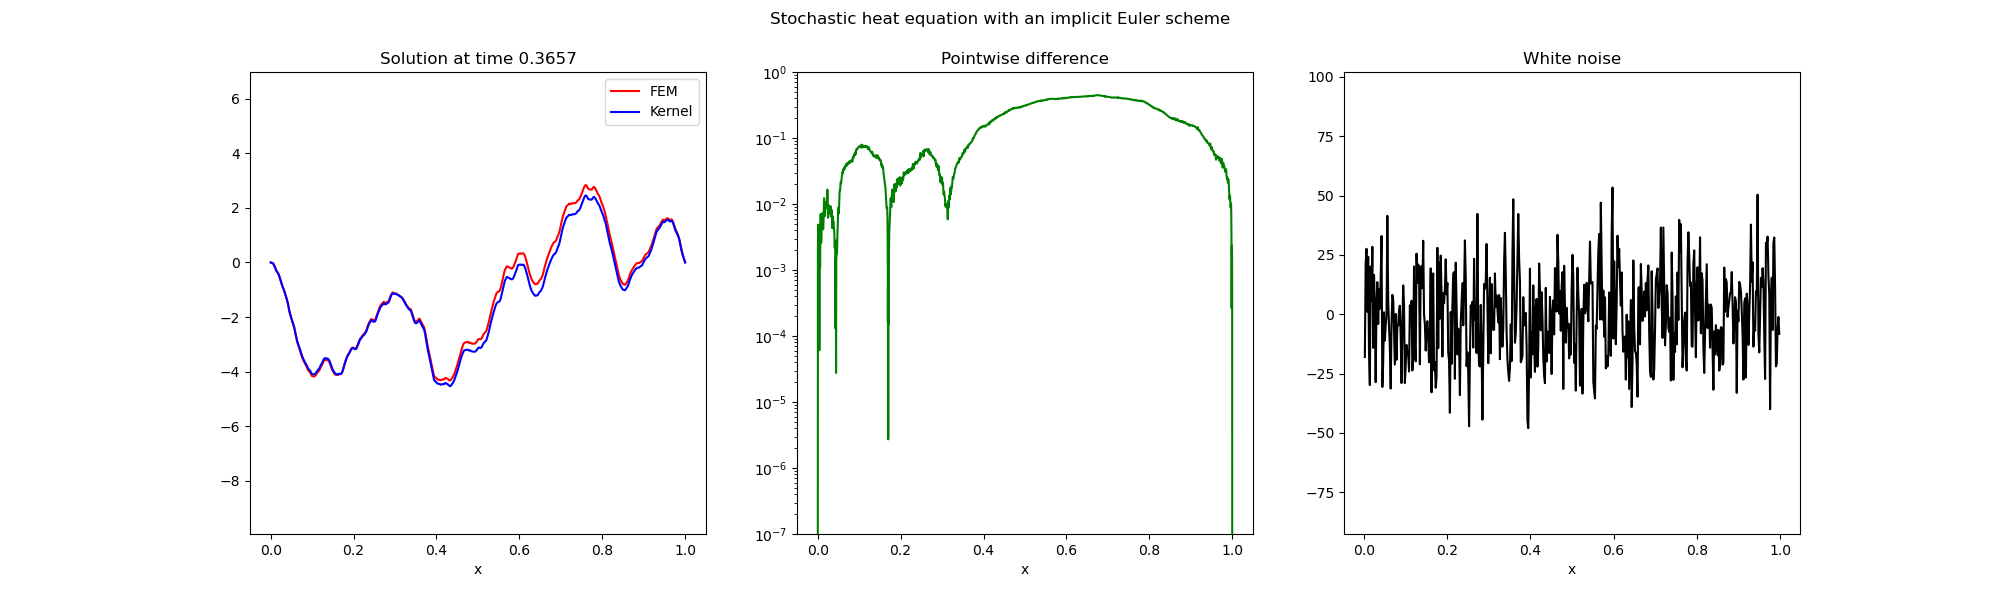 Stochastic heat equation with an implicit Euler scheme
Solution at time 0.3657
6
4
2
0
−2
−4
−6
−8
FEM
Kernel
0.0 0.2 0.4 0.6 0.8 1.0
x
Pointwise difference
10⁰
10⁻¹
10⁻²
10⁻³
10⁻⁴
10⁻⁵
10⁻⁶
10⁻⁷
0.0 0.2 0.4 0.6 0.8 1.0
x
White noise
100
75
50
25
0
−25
−50
−75
0.0 0.2 0.4 0.6 0.8 1.0
x